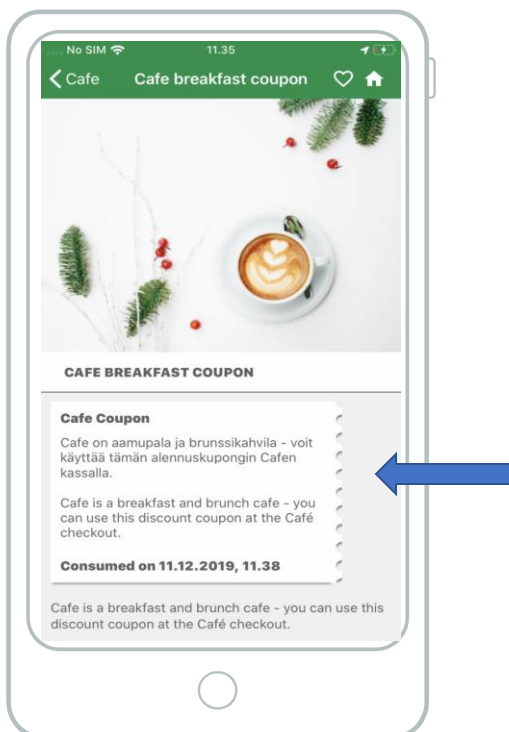 No SIM 11.35
Cafe Cafe breakfast coupon
CAFE BREAKFAST COUPON
Cafe Coupon
Cafe on aamupala ja brunssikahvila - voit
käyttää tämän alennuskupongin Cafen
kassalla.
Cafe is a breakfast and brunch cafe - you
can use this discount coupon at the Café
checkout.
Consumed on 11.12.2019, 11.38
Cafe is a breakfast and brunch cafe - you can use this
discount coupon at the Café checkout.